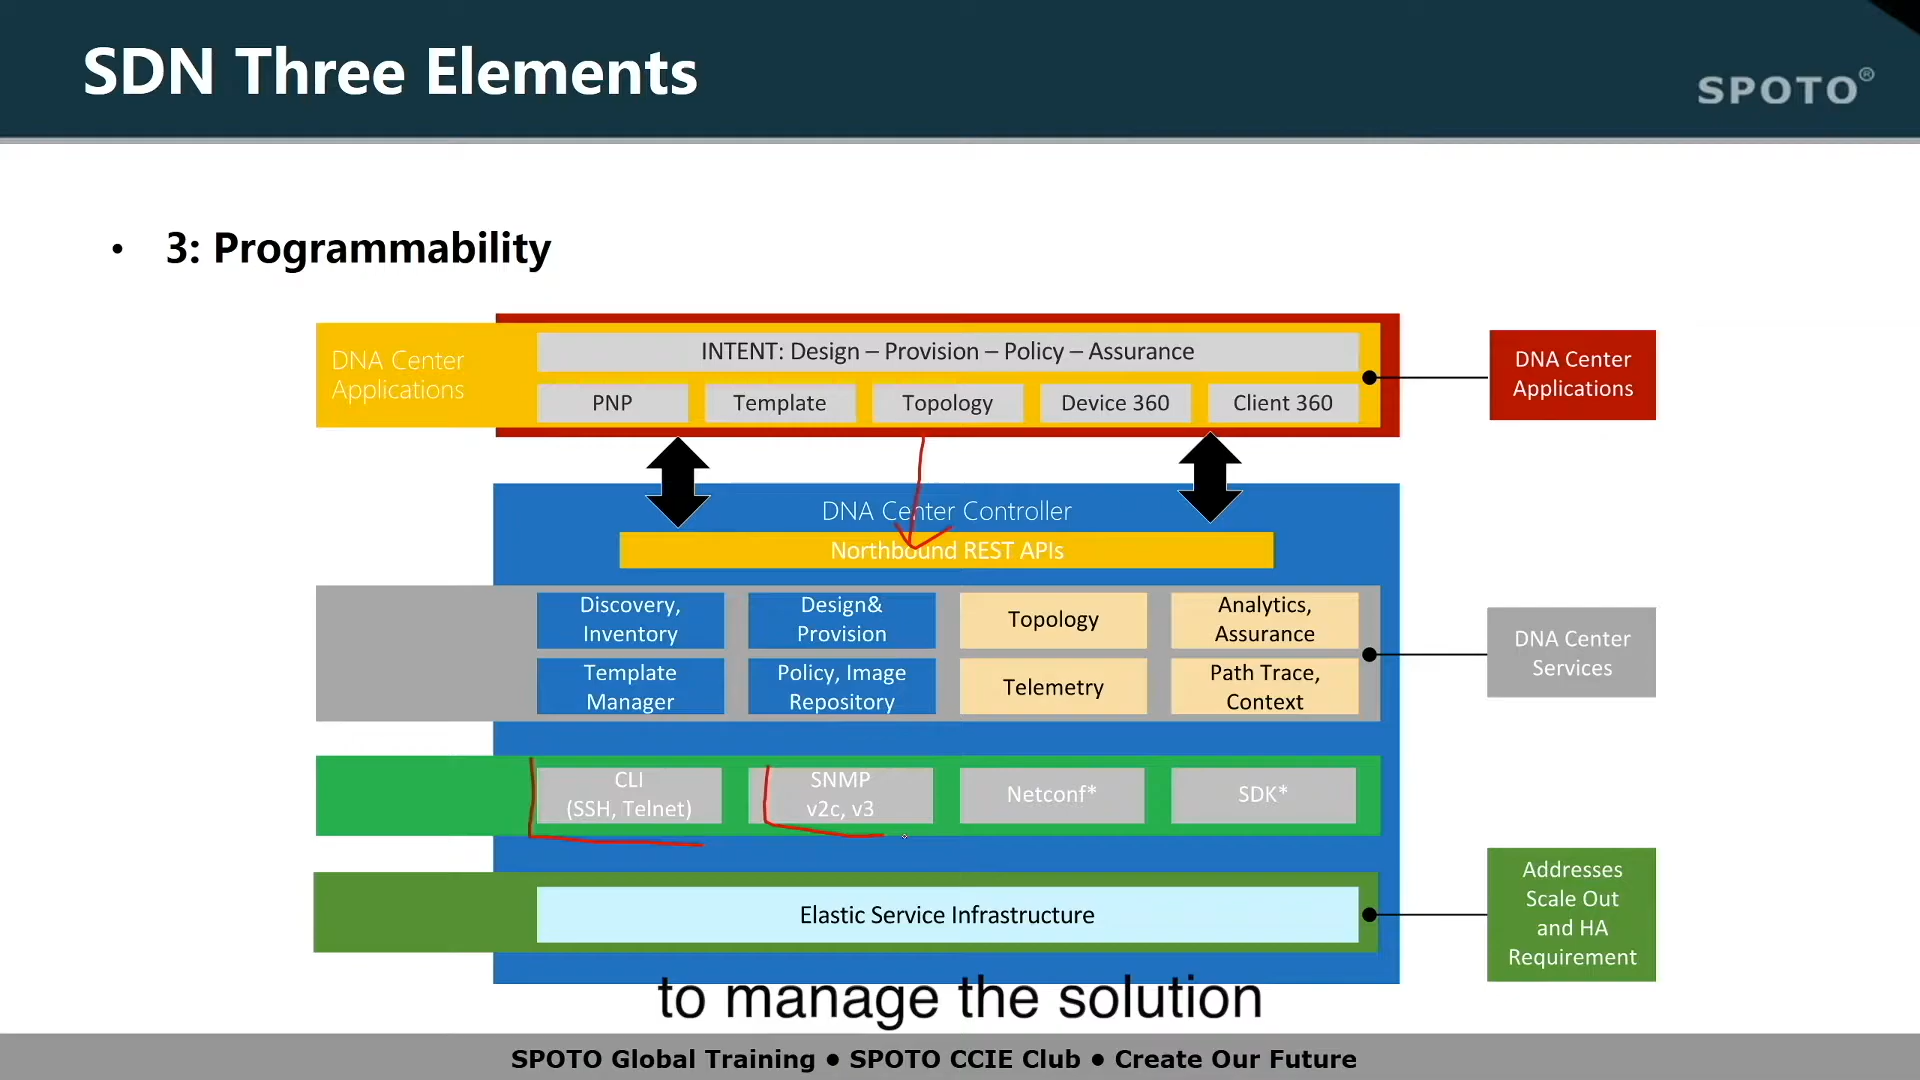 SDN Three Elements
SPOTO®
• 3: Programmability
DNA Center
Applications
INTENT: Design – Provision – Policy – Assurance
PNP
Template
Topology
Device 360
Client 360
DNA Center
Applications
DNA Center Controller
Northbound REST APIs
Discovery,
Inventory
Design&
Provision
Topology
Analytics,
Assurance
Template
Manager
Policy, Image
Repository
Telemetry
Path Trace,
Context
DNA Center
Services
CLI
(SSH, Telnet)
SNMP
v2c, v3
Netconf*
SDK*
Elastic Service Infrastructure
Addresses
Scale Out
and HA
Requirement
to manage the solution
SPOTO Global Training ● SPOTO CCIE Club ● Create Our Future